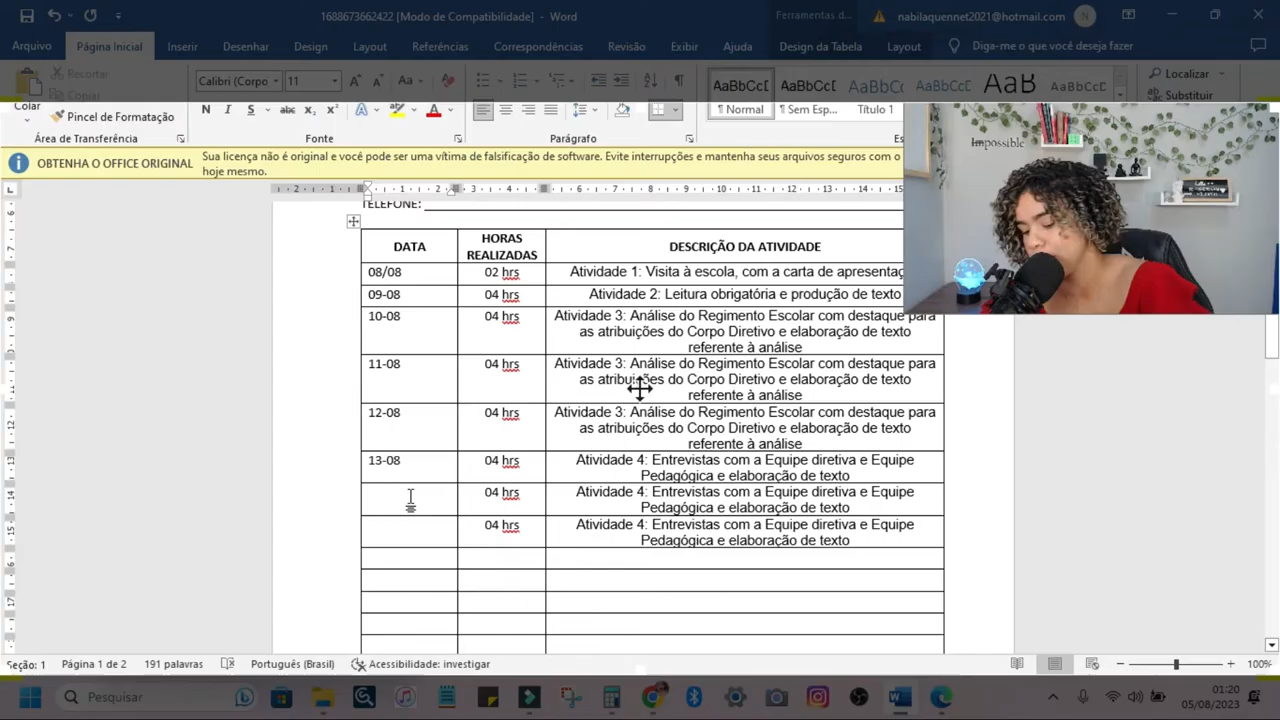 1688673662422 [Modo de Compatibilidade] - Word
Ferramentas d...
nabilaquennet2021@hotmail.com
N
Arquivo
Página Inicial
Inserir
Desenhar
Design
Layout
Referências
Correspondências
Revisão
Exibir
Ajuda
Design da Tabela
Layout
Diga-me o que você deseja fazer
Recortar
Copiar
Colar
Pincel de Formatação
Área de Transferência
Calibri (Corpo
11
Fonte
Parágrafo
AaBbCcD
AaBbCcD
AaBbCcD
AaB
AaBbCcD
AaBbCcD
¶ Normal
¶ Sem Esp...
Título 1
Localizar
Substituir
Impossible
OBTENHA O OFFICE ORIGINAL
Sua licença não é original e você pode ser uma vítima de falsificação de software. Evite interrupções e mantenha seus arquivos seguros com o
hoje mesmo.
TELEFONE:
DATA
HORAS REALIZADAS
DESCRIÇÃO DA ATIVIDADE
08/08
02 hrs
Atividade 1: Visita à escola, com a carta de apresentaç
09-08
04 hrs
Atividade 2: Leitura obrigatória e produção de texto
10-08
04 hrs
Atividade 3: Análise do Regimento Escolar com destaque para
as atribuições do Corpo Diretivo e elaboração de texto
referente à análise
11-08
04 hrs
Atividade 3: Análise do Regimento Escolar com destaque para
as atribuições do Corpo Diretivo e elaboração de texto
referente à análise
12-08
04 hrs
Atividade 3: Análise do Regimento Escolar com destaque para
as atribuições do Corpo Diretivo e elaboração de texto
referente à análise
13-08
04 hrs
Atividade 4: Entrevistas com a Equipe diretiva e Equipe
Pedagógica e elaboração de texto
04 hrs
Atividade 4: Entrevistas com a Equipe diretiva e Equipe
Pedagógica e elaboração de texto
04 hrs
Atividade 4: Entrevistas com a Equipe diretiva e Equipe
Pedagógica e elaboração de texto
Seção: 1
Página 1 de 2
191 palavras
Português (Brasil)
Acessibilidade: investigar
100%
Pesquisar
01:20
05/08/2023